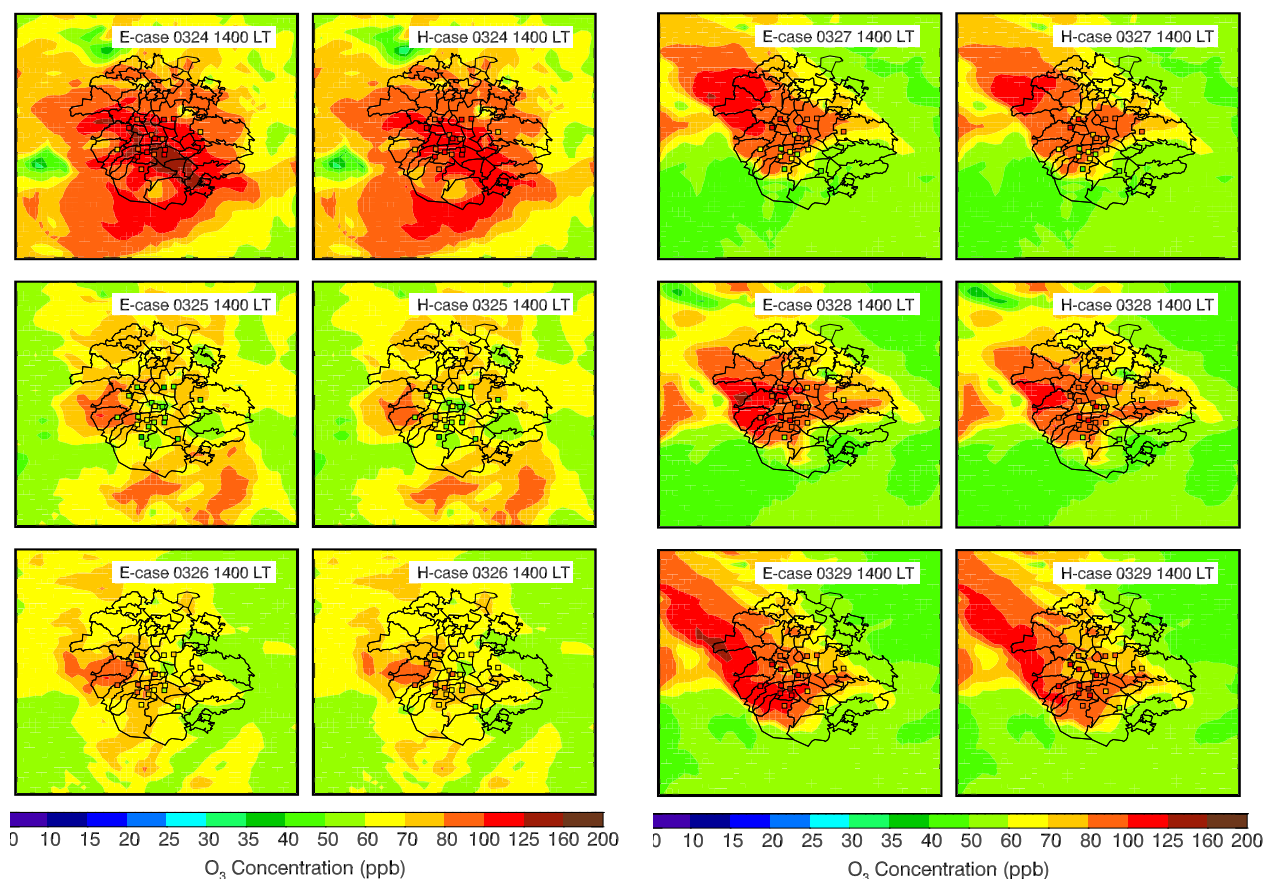 E-case 0324 1400 LT
H-case 0324 1400 LT
E-case 0327 1400 LT
H-case 0327 1400 LT
E-case 0325 1400 LT
H-case 0325 1400 LT
E-case 0328 1400 LT
H-case 0328 1400 LT
E-case 0326 1400 LT
H-case 0326 1400 LT
E-case 0329 1400 LT
H-case 0329 1400 LT
0 10 15 20 25 30 35 40 50 60 70 80 100 125 160 200
O₃ Concentration (ppb)
0 10 15 20 25 30 35 40 50 60 70 80 100 125 160 200
O₃ Concentration (ppb)